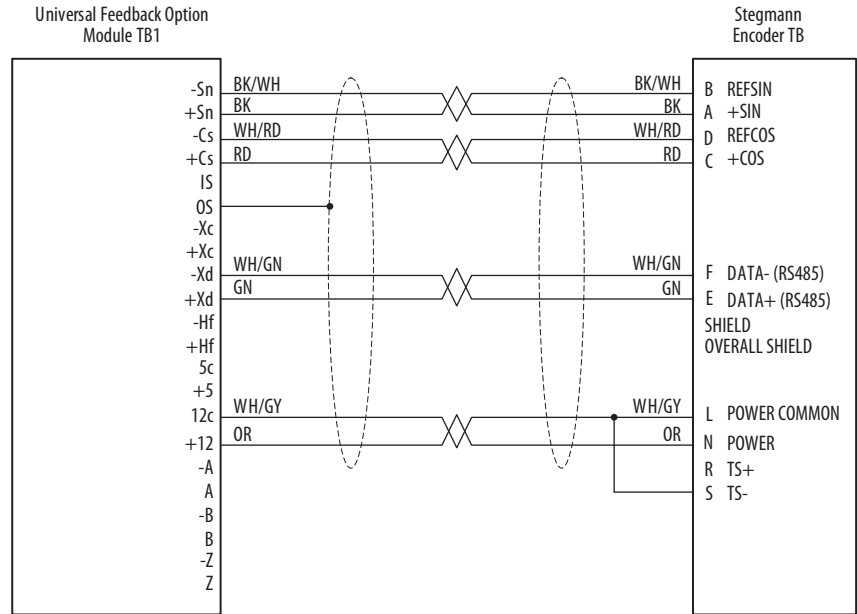 Universal Feedback Option
Module TB1
Stegmann
Encoder TB
-Sn BK/WH BK/WH B REFSIN
+Sn BK BK A +SIN
-Cs WH/RD WH/RD D REFCOS
+Cs RD RD C +COS
IS
OS
-Xc
+Xc
-Xd WH/GN WH/GN F DATA- (RS485)
+Xd GN GN E DATA+ (RS485)
-Hf SHIELD
+Hf OVERALL SHIELD
5c
+5
12c WH/GY WH/GY L POWER COMMON
+12 OR OR N POWER
-A R TS+
A S TS-
-B
B
-Z
Z